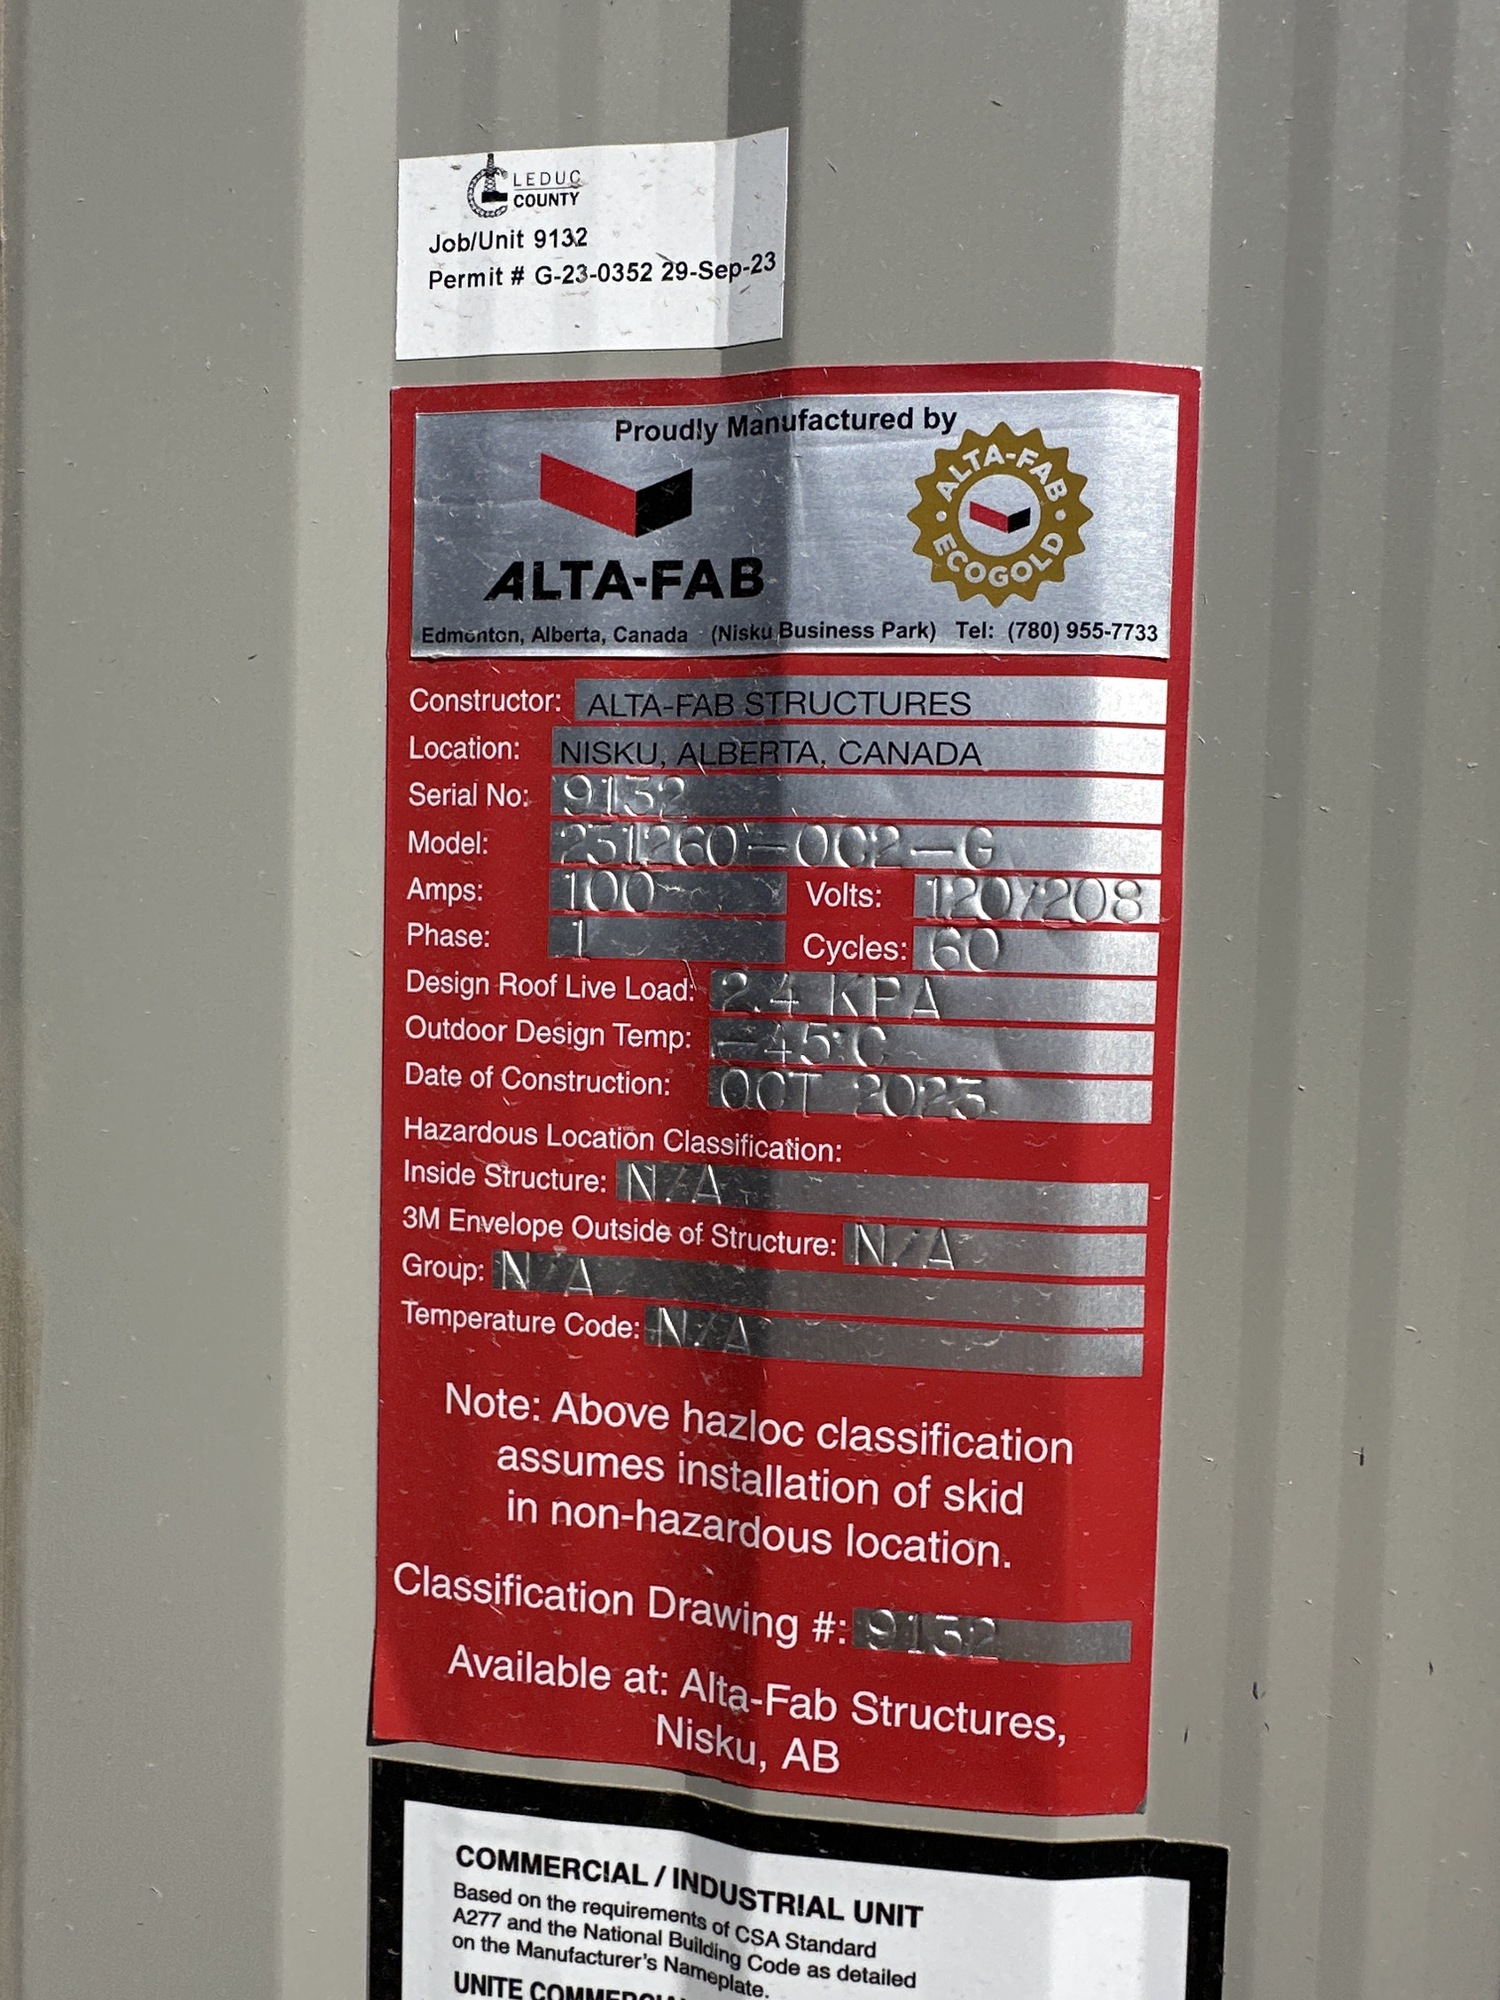 LEDUC
COUNTY
Job/Unit 9132
Permit # G-23-0352 29-Sep-23
Proudly Manufactured by
ALTA-FAB
ALTA-FAB
ECOGOLD
Edmonton, Alberta, Canada (Nisku Business Park) Tel: (780) 955-7733
Constructor: ALTA-FAB STRUCTURES
Location: NISKU, ALBERTA, CANADA
Serial No: 9132
Model: 231260-OC2-G
Amps: 100 Volts: 120/208
Phase: 1 Cycles: 60
Design Roof Live Load: 2.4 KPA
Outdoor Design Temp: -45°C
Date of Construction: OCT 2023
Hazardous Location Classification:
Inside Structure: N/A
3M Envelope Outside of Structure: N/A
Group: N/A
Temperature Code: N/A
Note: Above hazloc classification
assumes installation of skid
in non-hazardous location.
Classification Drawing #: 9132
Available at: Alta-Fab Structures,
Nisku, AB
COMMERCIAL / INDUSTRIAL UNIT
Based on the requirements of CSA Standard
A277 and the National Building Code as detailed
on the Manufacturer's Nameplate.
UNITE